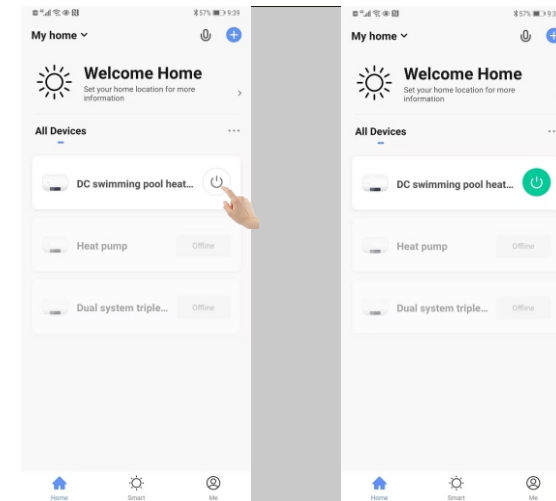 57% 9:39
My home
Welcome Home
Set your home location for more
information
All Devices
DC swimming pool heat...
Heat pump
Offline
Dual system triple...
Offline
Home
Smart
Me
57% 9:3
My home
Welcome Home
Set your home location for more
information
All Devices
DC swimming pool heat...
Heat pump
Offline
Dual system triple...
Offline
Home
Smart
Me